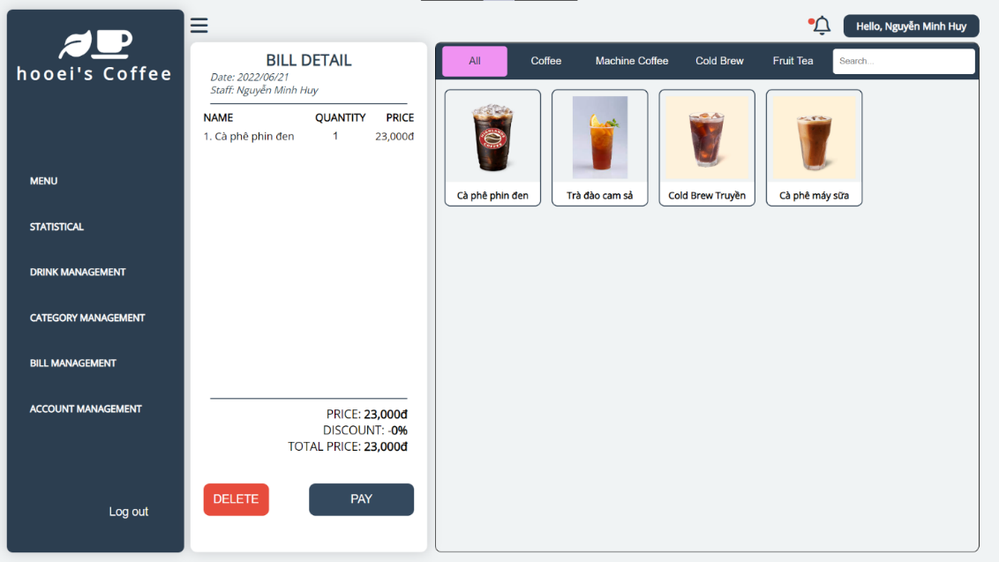 hooei's Coffee
MENU
STATISTICAL
DRINK MANAGEMENT
CATEGORY MANAGEMENT
BILL MANAGEMENT
ACCOUNT MANAGEMENT
Log out
Hello, Nguyễn Minh Huy
BILL DETAIL
Date: 2022/06/21
Staff: Nguyễn Minh Huy
NAME QUANTITY PRICE
1. Cà phê phin đen 1 23,000đ
PRICE: 23,000đ
DISCOUNT: -0%
TOTAL PRICE: 23,000đ
DELETE PAY
All Coffee Machine Coffee Cold Brew Fruit Tea Search...
HIGHLANDS
COFFEE
Cà phê phin đen Trà đào cam sả Cold Brew Truyền Cà phê máy sữa